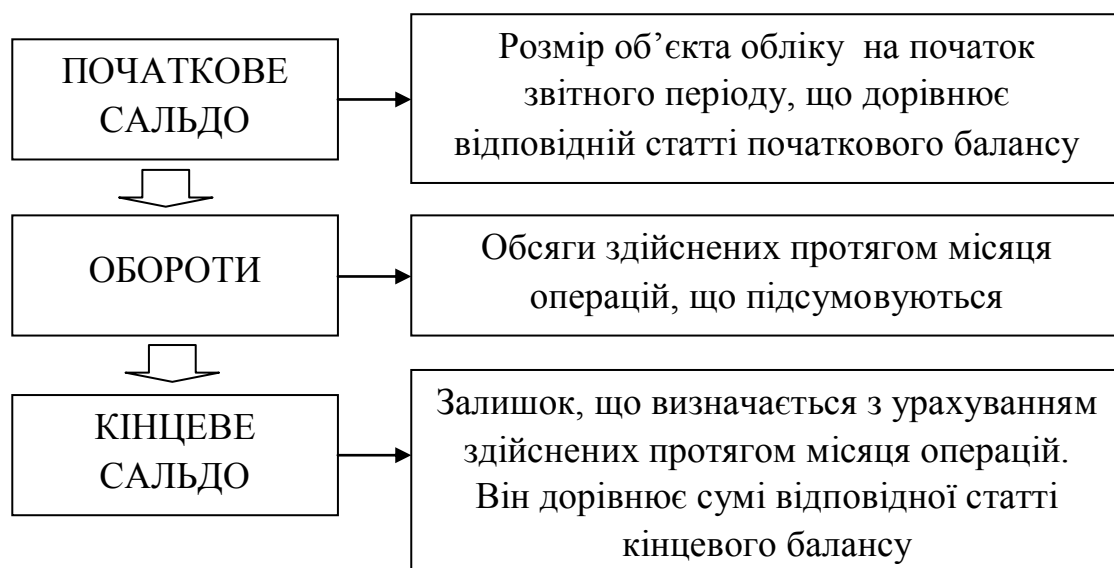 ПОЧАТКОВЕ
САЛЬДО
Розмір об’єкта обліку на початок
звітного періоду, що дорівнює
відповідній статті початкового балансу
ОБОРОТИ
Обсяги здійснених протягом місяця
операцій, що підсумовуються
КІНЦЕВЕ
САЛЬДО
Залишок, що визначається з урахуванням
здійснених протягом місяця операцій.
Він дорівнює сумі відповідної статті
кінцевого балансу